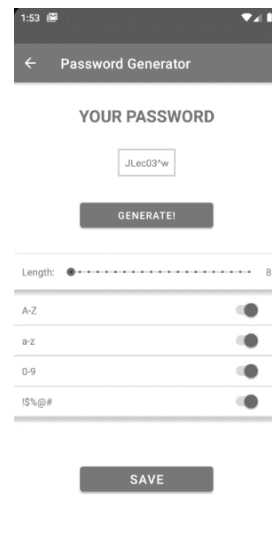 1:53
Password Generator
YOUR PASSWORD
JLec03^w
GENERATE!
Length: 8
A-Z
a-z
0-9
!$%@#
SAVE